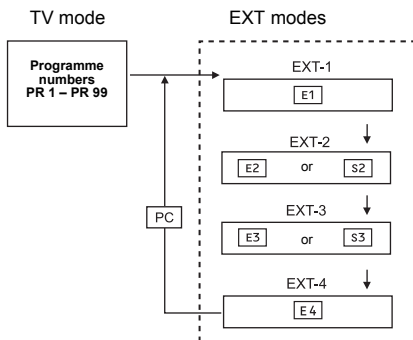 TV mode
EXT modes
Programme
numbers
PR 1 – PR 99
EXT-1
E1
EXT-2
E2 or S2
PC
EXT-3
E3 or S3
EXT-4
E4